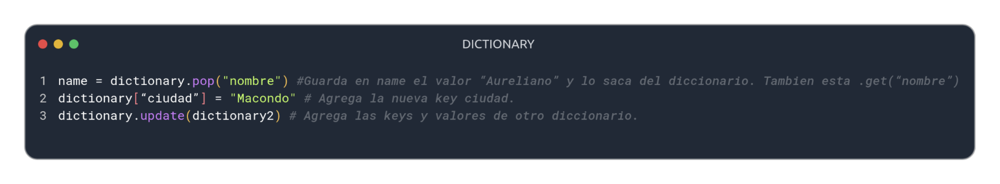 DICTIONARY
1 name = dictionary.pop("nombre") #Guarda en name el valor “Aureliano” y lo saca del diccionario. Tambien esta .get(“nombre”)
2 dictionary[“ciudad”] = "Macondo" # Agrega la nueva key ciudad.
3 dictionary.update(dictionary2) # Agrega las keys y valores de otro diccionario.